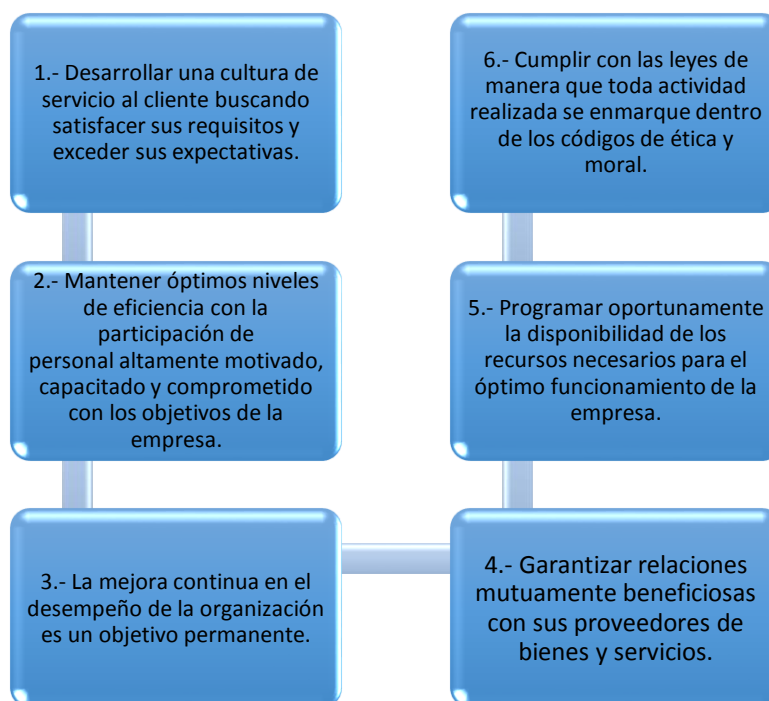 1.- Desarrollar una cultura de
servicio al cliente buscando
satisfacer sus requisitos y
exceder sus expectativas.
2.- Mantener óptimos niveles
de eficiencia con la
participación de
personal altamente motivado,
capacitado y comprometido
con los objetivos de la
empresa.
3.- La mejora continua en el
desempeño de la organización
es un objetivo permanente.
4.- Garantizar relaciones
mutuamente beneficiosas
con sus proveedores de
bienes y servicios.
5.- Programar oportunamente
la disponibilidad de los
recursos necesarios para el
óptimo funcionamiento de la
empresa.
6.- Cumplir con las leyes de
manera que toda actividad
realizada se enmarque dentro
de los códigos de ética y
moral.